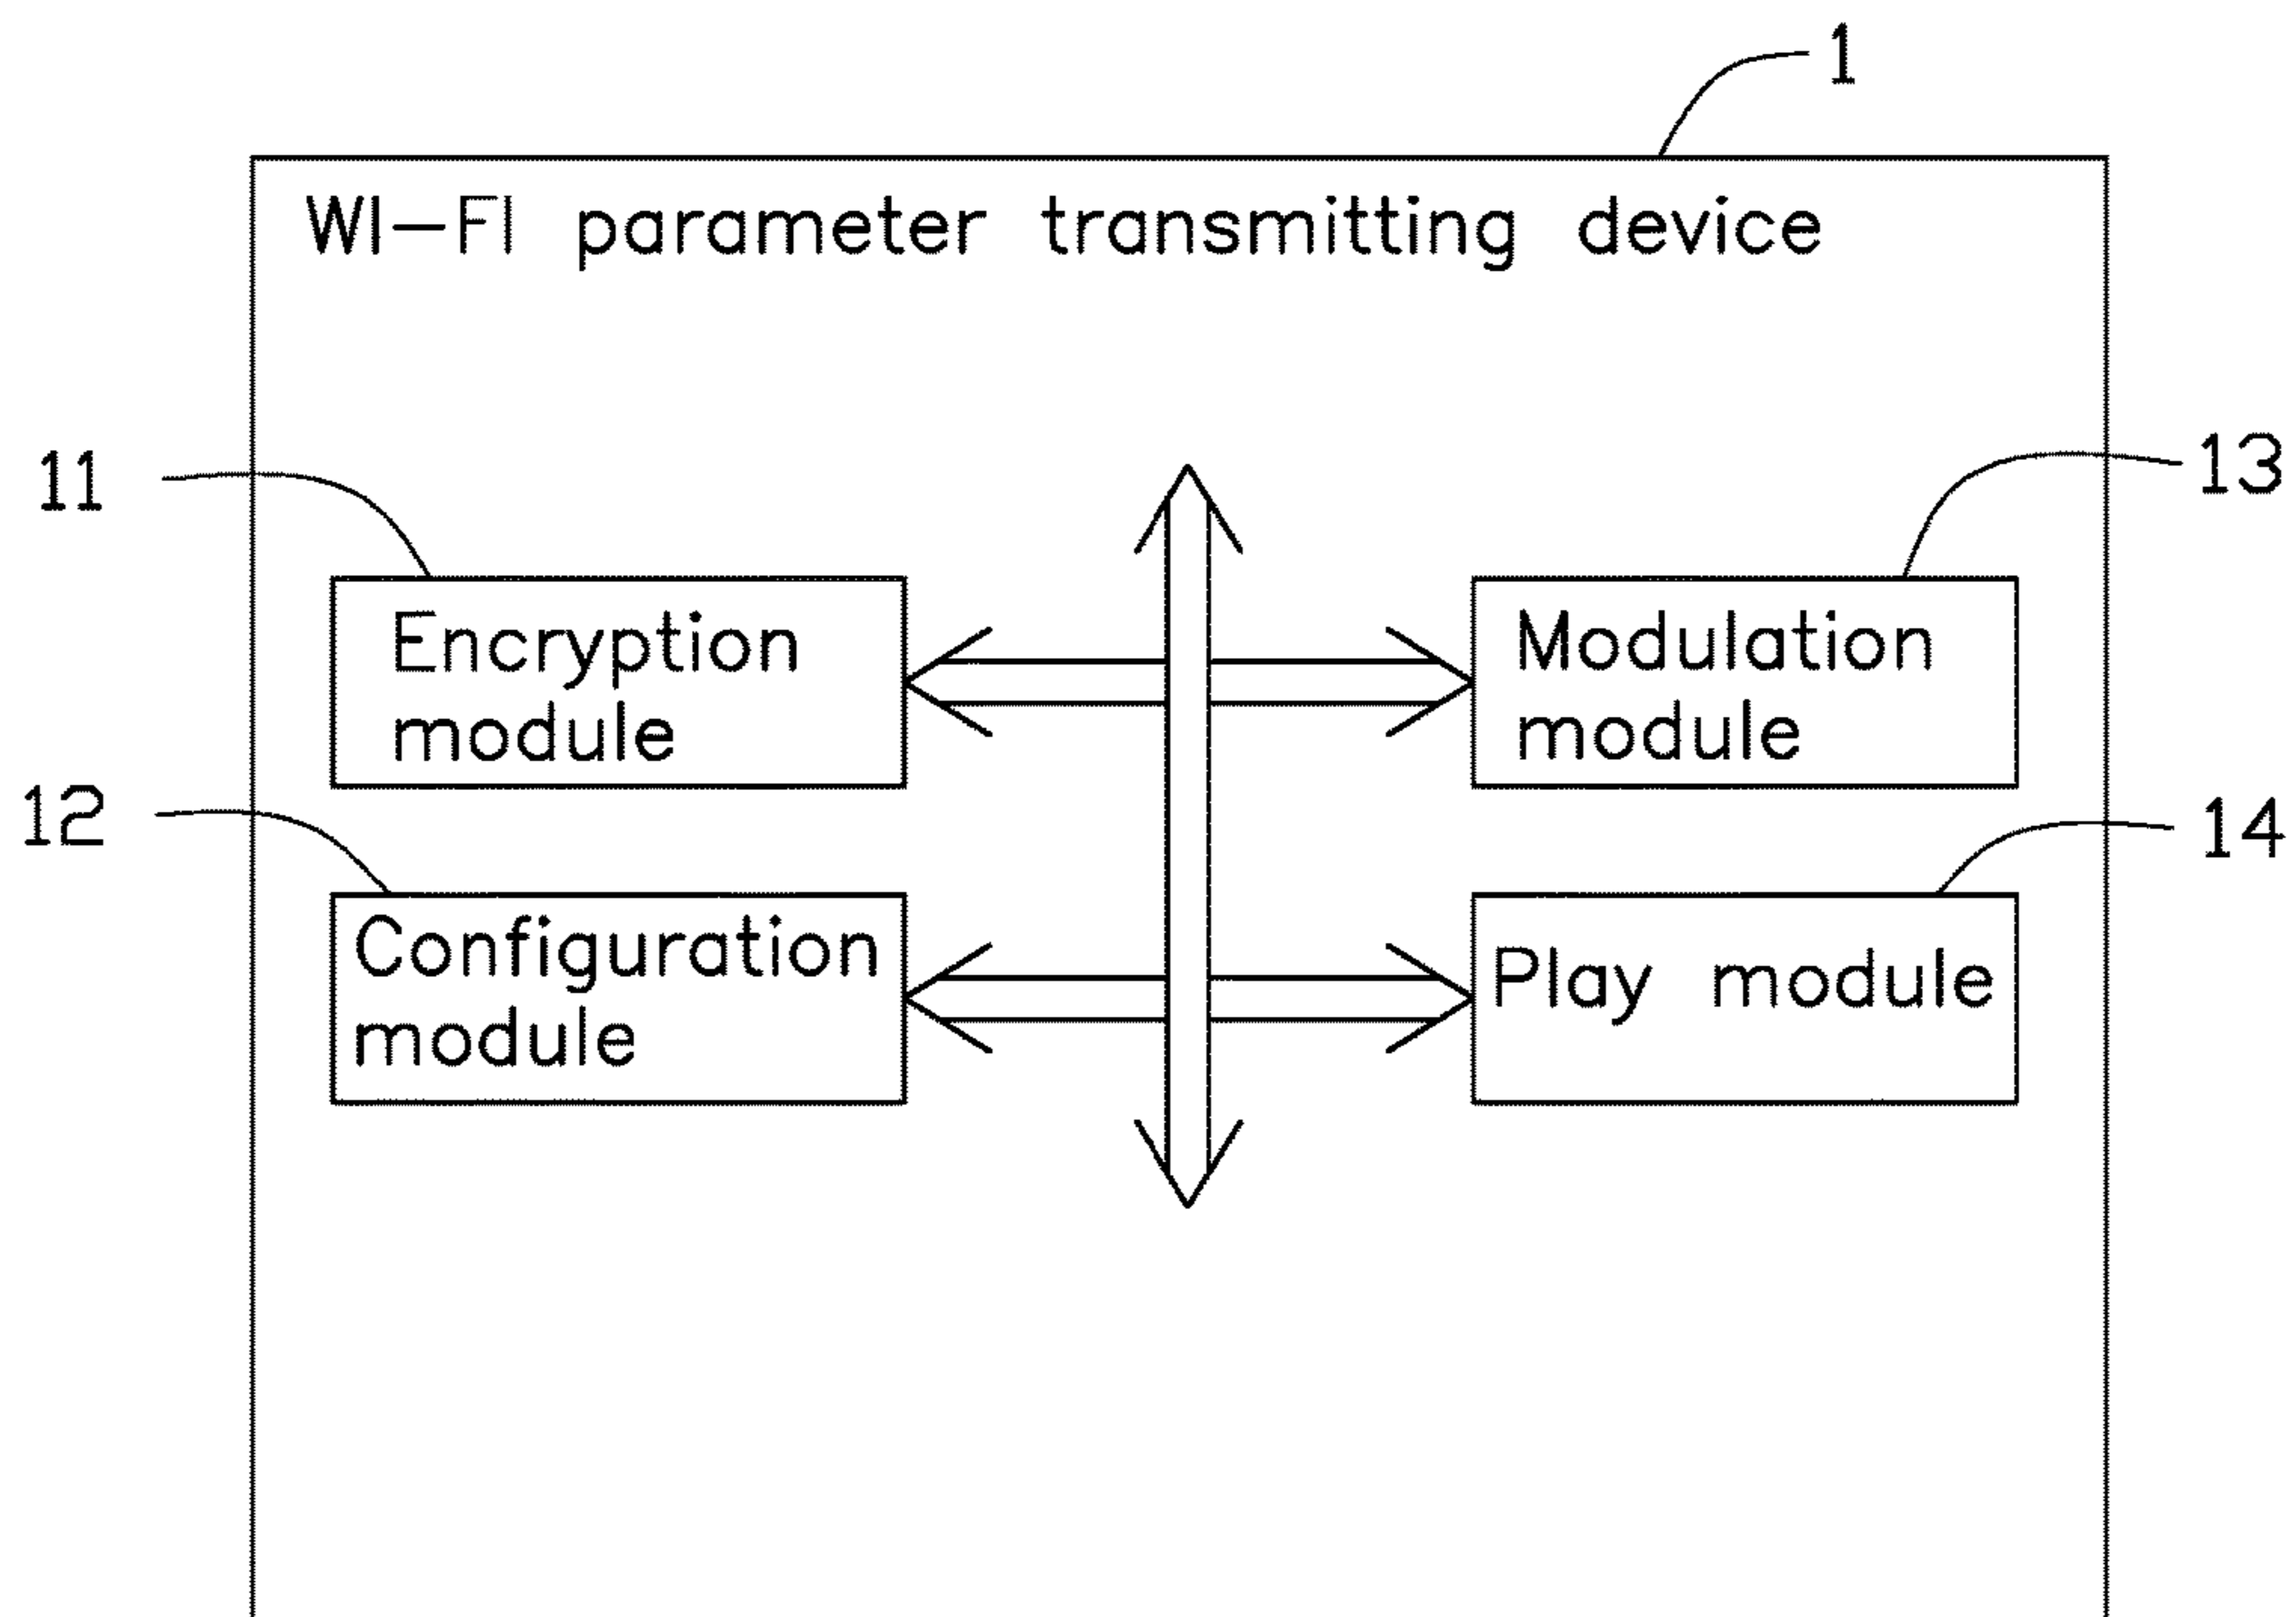 1
WI-FI parameter transmitting device
11
13
Encryption
module
Modulation
module
12
14
Configuration
module
Play module